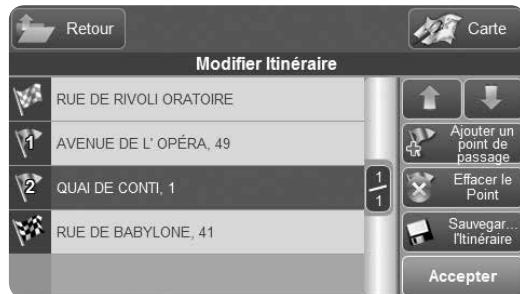 Retour
Carte
Modifier Itinéraire
RUE DE RIVOLI ORATOIRE
1 AVENUE DE L' OPÉRA, 49
2 QUAI DE CONTI, 1
RUE DE BABYLONE, 41
1
1
Ajouter un
point de
passage
Effacer le
Point
Sauvegar...
l'Itinéraire
Accepter